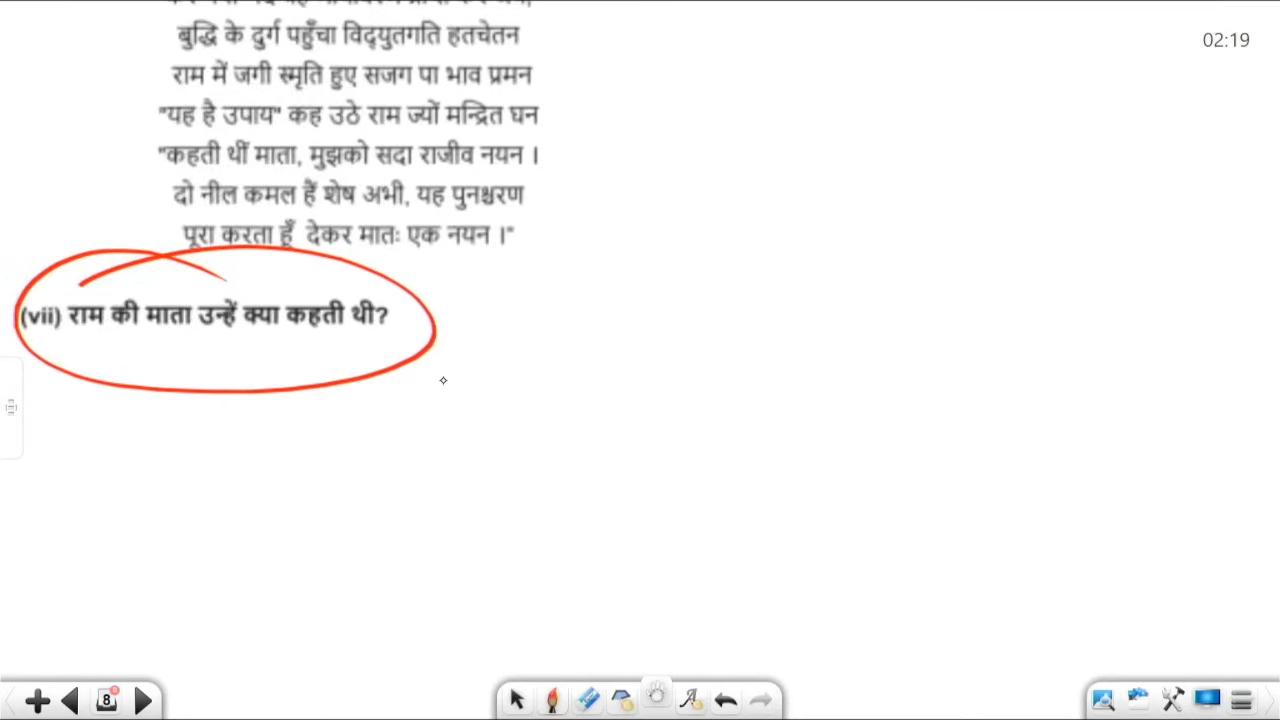 बुद्धि के दुर्ग पहुँचा विद्युतगति हतचेतन
राम में जगी स्मृति हुए सजग पा भाव प्रमन
"यह है उपाय" कह उठे राम ज्यों मन्द्रित घन
"कहती थीं माता, मुझको सदा राजीव नयन ।
दो नील कमल हैं शेष अभी, यह पुनश्चरण
पूरा करता हूँ देकर मातः एक नयन ।"
(vii) राम की माता उन्हें क्या कहती थी?
02:19
8